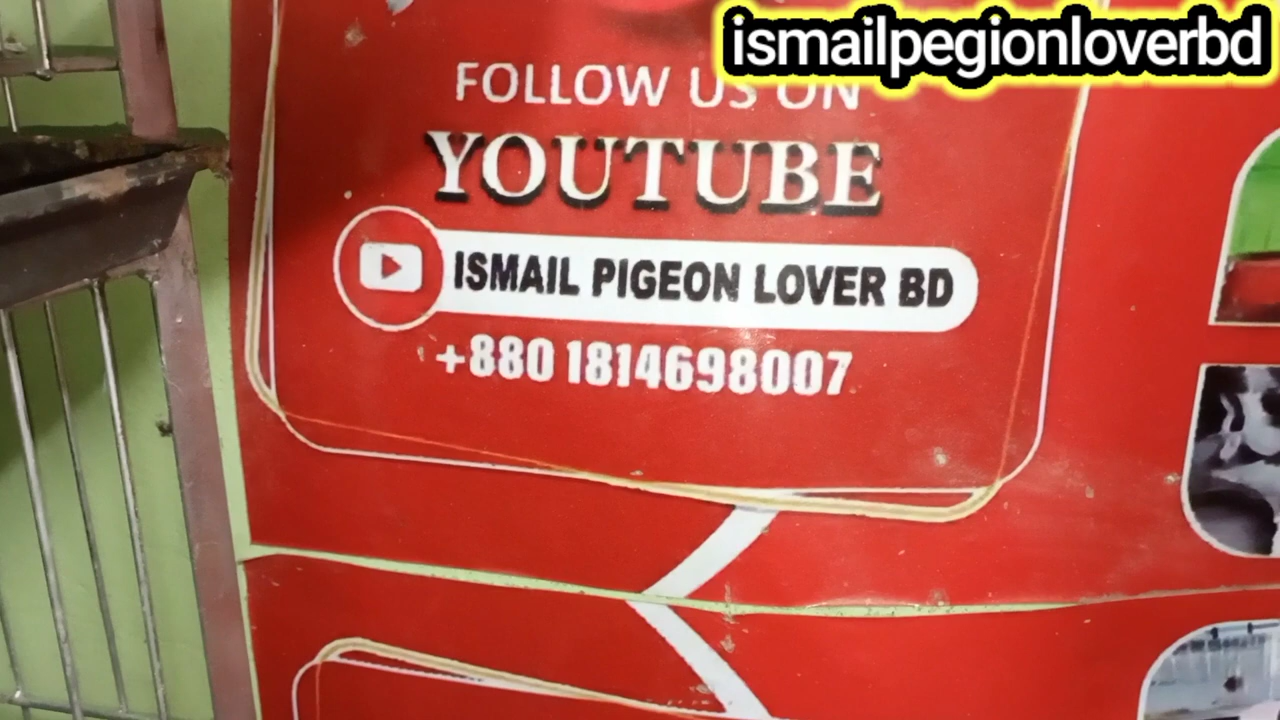 ismailpegionloverbd
FOLLOW US ON
YOUTUBE
ISMAIL PIGEON LOVER BD
+880 1814698007